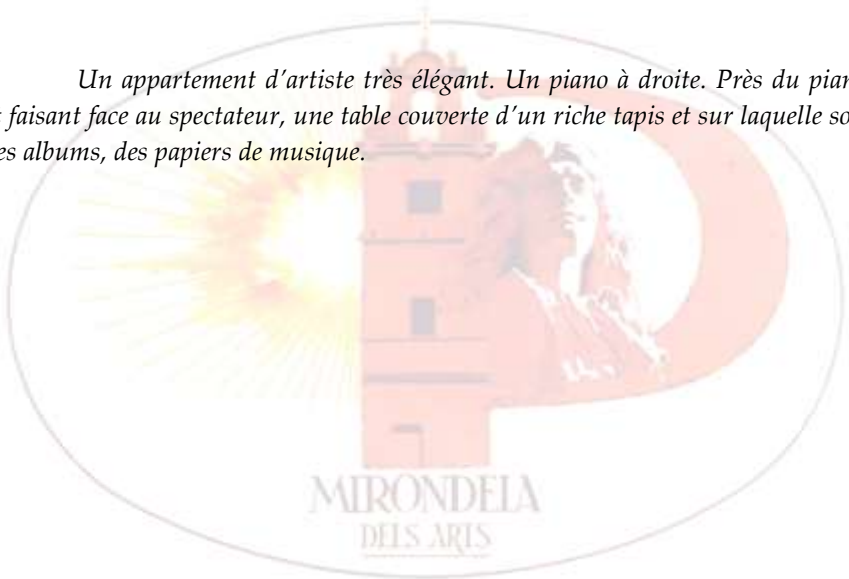 Un appartement d'artiste très élégant. Un piano à droite. Près du pian
faisant face au spectateur, une table couverte d'un riche tapis et sur laquelle so
es albums, des papiers de musique.
MIRONDELA
DELS ARTS